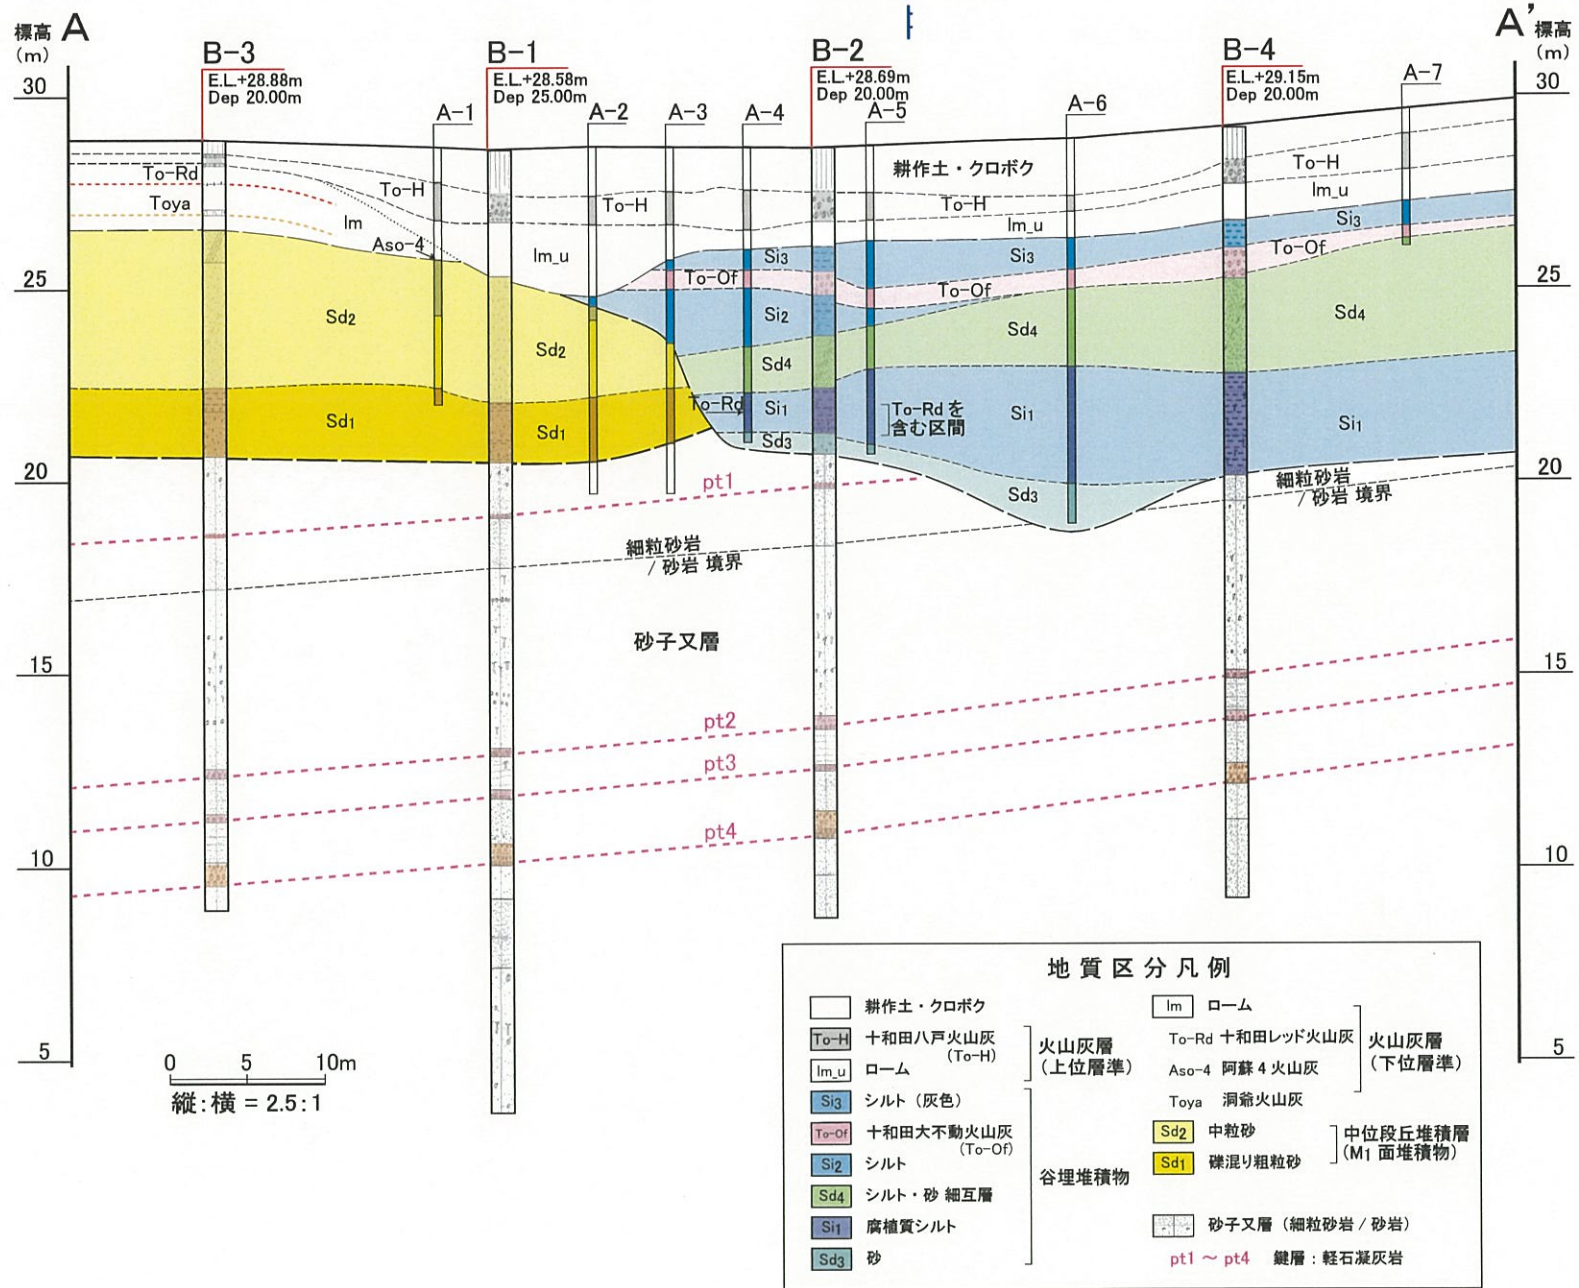 A
A’
標高
(m)
標高
(m)
B-3
E.L.+28.88m
Dep 20.00m
B-1
E.L.+28.58m
Dep 25.00m
B-2
E.L.+28.69m
Dep 20.00m
B-4
E.L.+29.15m
Dep 20.00m
A-1
A-2
A-3
A-4
A-5
A-6
A-7
30
25
20
15
10
5
30
25
20
15
10
5
To-Rd
Toya
lm
To-H
Aso-4
lm_u
To-H
耕作土・クロボク
To-H
lm_u
To-H
lm_u
Si3
To-Of
Si2
Sd4
To-Rd
Si1
Sd3
To-Rd を
含む区間
Si3
To-Of
Sd4
Si1
Sd3
Si3
To-Of
Sd4
Si1
Sd2
Sd1
Sd2
Sd1
pt1
細粒砂岩
/ 砂岩 境界
細粒砂岩
/ 砂岩 境界
砂子又層
pt2
pt3
pt4
0 5 10m
縦:横 = 2.5:1
地質区分凡例
耕作土・クロボク
To-H 十和田八戸火山灰
(To-H)
lm_u ローム
火山灰層
(上位層準)
Si3 シルト (灰色)
To-Of 十和田大不動火山灰
(To-Of)
Si2 シルト
Sd4 シルト・砂 細互層
Si1 腐植質シルト
Sd3 砂
谷埋堆積物
lm ローム
To-Rd 十和田レッド火山灰
Aso-4 阿蘇 4 火山灰
Toya 洞爺火山灰
火山灰層
(下位層準)
Sd2 中粒砂
Sd1 礫混り粗粒砂
中位段丘堆積層
(M1 面堆積物)
砂子又層 (細粒砂岩 / 砂岩)
pt1 ～ pt4 鍵層 : 軽石凝灰岩